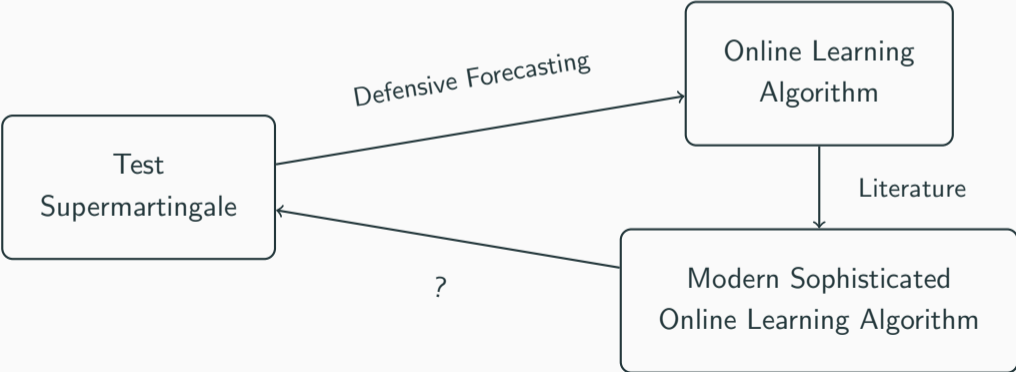 Online Learning
Algorithm
Defensive Forecasting
Test
Supermartingale
Literature
?
Modern Sophisticated
Online Learning Algorithm